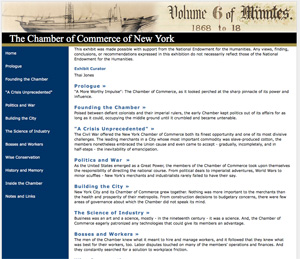 Volume 6 of Minutes.
1868 to 18
The Chamber of Commerce of New York
Home
Prologue
Founding the Chamber
"A Crisis Unprecedented"
Politics and War
Building the City
The Science of Industry
Bosses and Workers
Wise Conservation
History and Memory
Inside the Chamber
Notes and Links
This exhibit was made possible with support from the National Endowment for the Humanities. Any views, finding,
conclusions, or recommendations expressed in this exhibition do not necessarily reflect those of the National
Endowment for the Humanities.
Exhibit Curator
Thai Jones
Prologue »
"A More Worthy Impulse": The Chamber of Commerce, as it looked perched at the sharp pinnacle of its power and
influence.
Founding the Chamber »
Poised between defiant colonists and their imperial rulers, the early Chamber kept politics out of its affairs for as
long as it could, occupying the middle ground until it crumbled and became untenable.
"A Crisis Unprecedented" »
The Civil War offered the New York Chamber of Commerce both its finest opportunity and one of its most diverse
challenges. The leading merchants in a city whose most important commodity was slave-produced cotton, the
members nonetheless embraced the Union cause and even came to accept - gradually, incompletely, and in
half-steps - the inevitability of emancipation.
Politics and War »
As the United States emerged as a Great Power, the members of the Chamber of Commerce took upon themselves
the responsibility of directing the national course. From political deals to imperial adventures, World Wars to
minor scuffles - New York's merchants and industrialists rarely failed to have their say.
Building the City »
New York City and its Chamber of Commerce grew together. Nothing was more important to the merchants than
the health and prosperity of their metropolis. From construction decisions to budgetary concerns, there were few
areas of governance about which the Chamber did not speak its mind.
The Science of Industry »
Business was an art and a science, mostly - in the nineteenth century - it was a science. And, the Chamber of
Commerce eagerly patronized any technologies that could give its members an advantage.
Bosses and Workers »
The men of the Chamber knew what it meant to hire and manage workers, and it followed that they knew what
was best for their workers, too. Labor disputes touched on many of the members' operations and finances. And
they constantly searched for a solution to workplace friction.